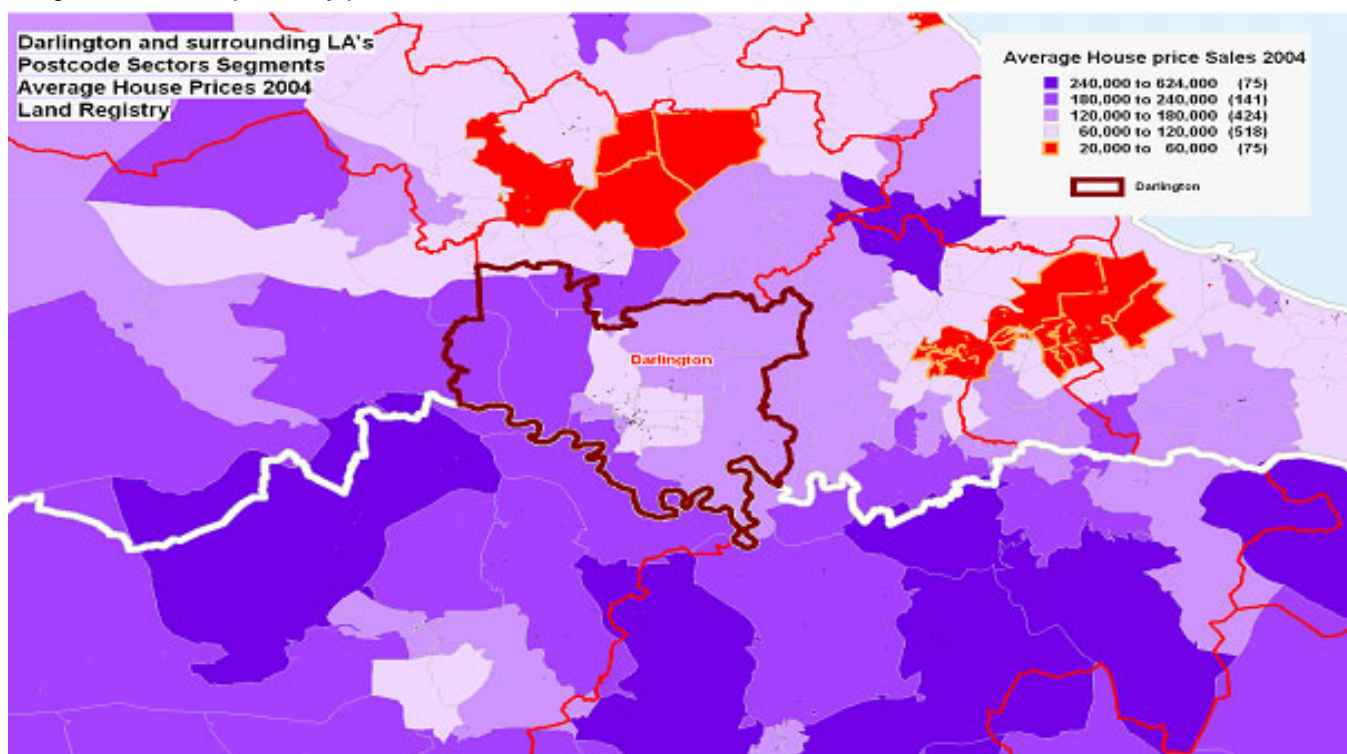 Darlington and surrounding LA's
Postcode Sectors Segments
Average House Prices 2004
Land Registry
Average House price Sales 2004
240,000 to 624,000 (75)
180,000 to 240,000 (141)
120,000 to 180,000 (424)
60,000 to 120,000 (518)
20,000 to 60,000 (75)
Darlington
Darlington